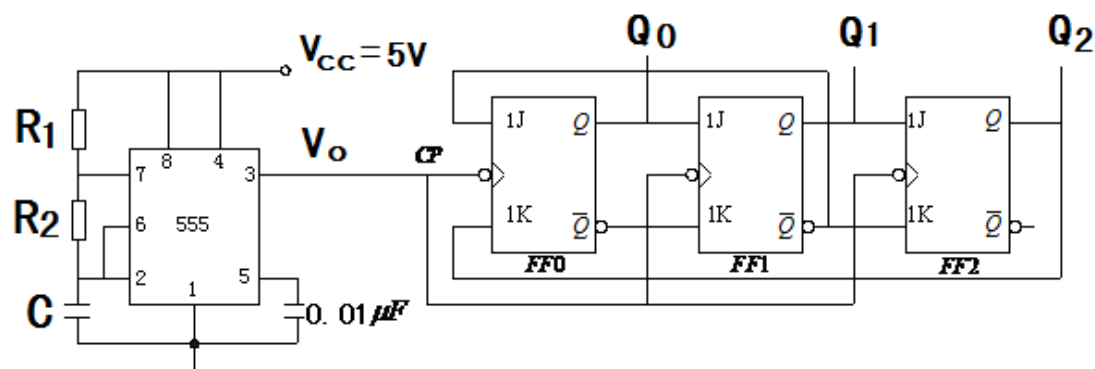 Q0
Q1
Q2
VCC=5V
R1
R2
C
8
4
7
3
6
555
2
5
1
0.01μF
Vo
CP
1J
Q
1K
Q̅
FF0
1J
Q
1K
Q̅
FF1
1J
Q
1K
Q̅
FF2